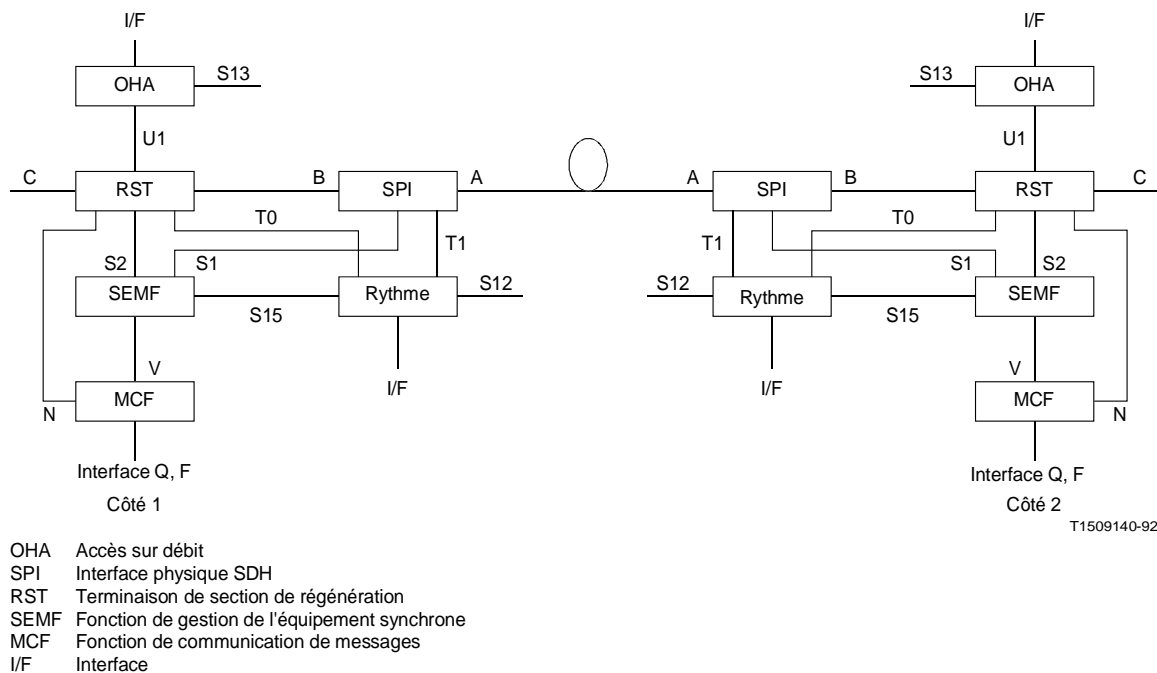 I/F I/F
OHA S13 S13 OHA
U1 U1
C RST B SPI A A SPI B RST C
T0 T0
S2 S1 T1 T1 S1 S2
SEMF Rythme S12 S12 Rythme SEMF
S15 S15
V I/F I/F V
MCF MCF
N N
Interface Q, F Interface Q, F
Côté 1 Côté 2
T1509140-92
OHA Accès sur débit
SPI Interface physique SDH
RST Terminaison de section de régénération
SEMF Fonction de gestion de l'équipement synchrone
MCF Fonction de communication de messages
I/F Interface